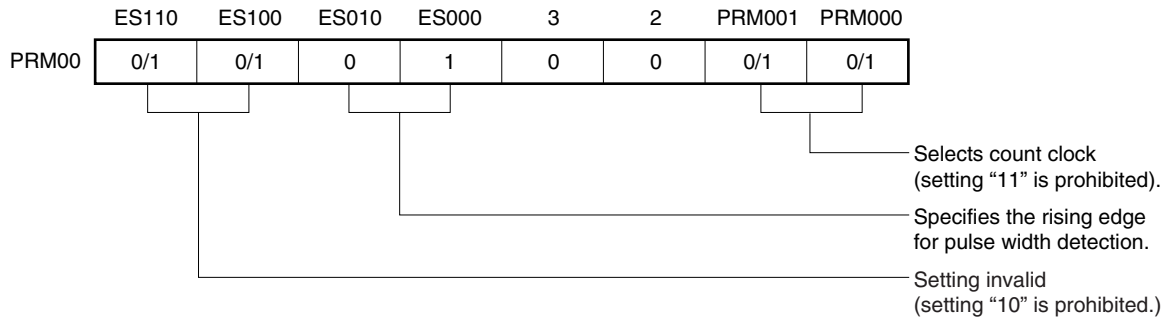 ES110 ES100 ES010 ES000 3 2 PRM001 PRM000
PRM00 0/1 0/1 0 1 0 0 0/1 0/1
Selects count clock
(setting “11” is prohibited).
Specifies the rising edge
for pulse width detection.
Setting invalid
(setting “10” is prohibited.)